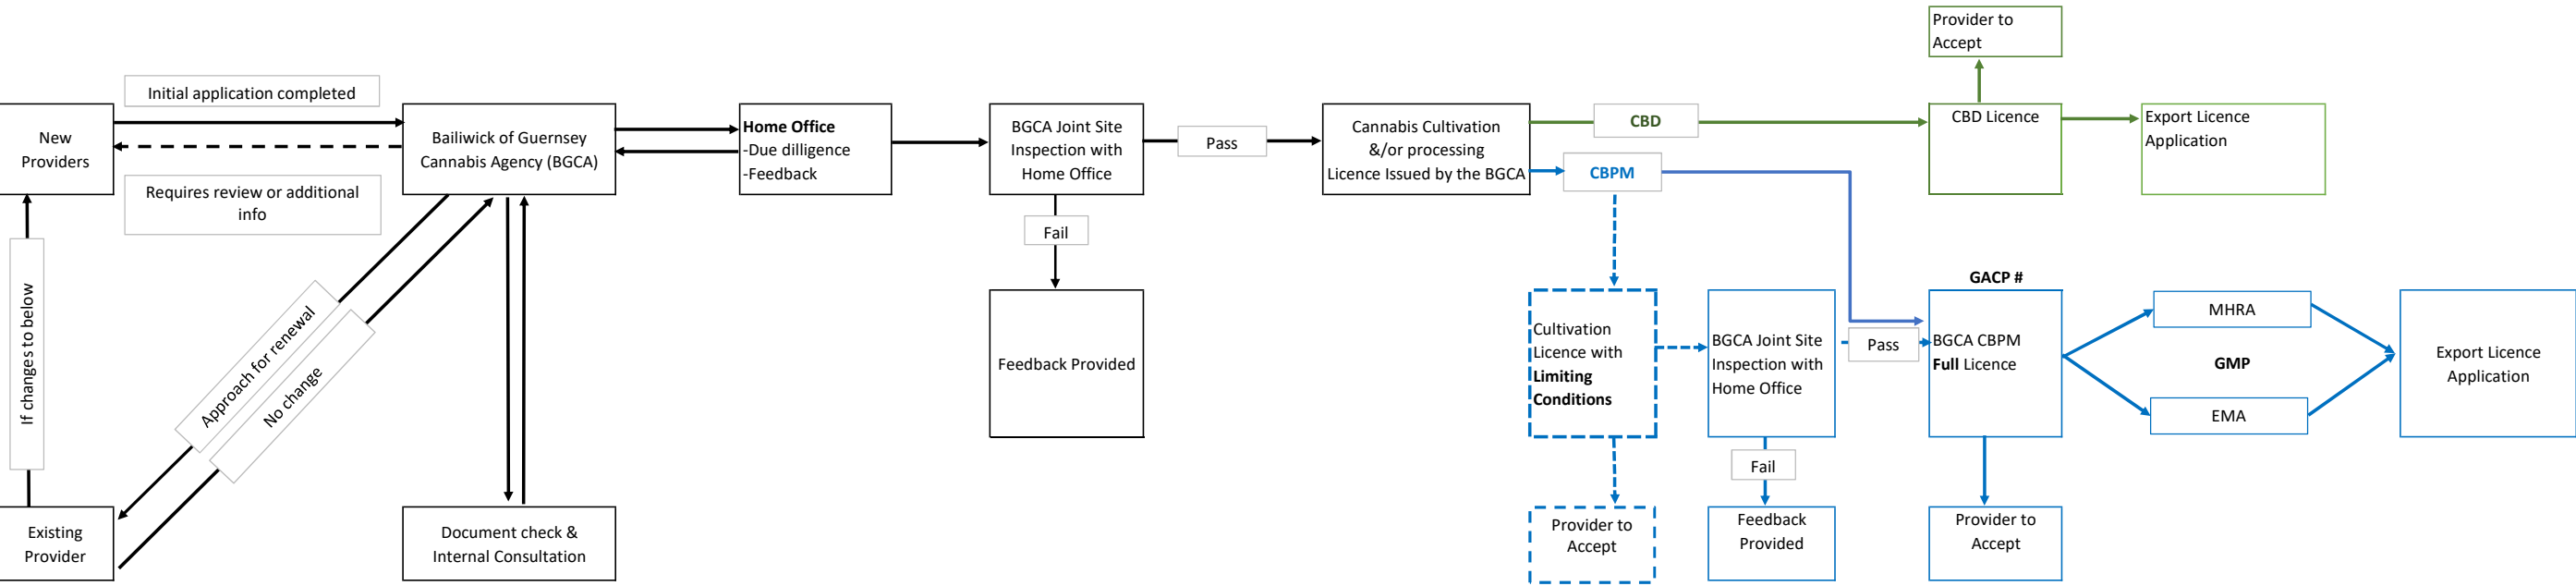 Provider to
Accept
Initial application completed
New
Providers
Bailiwick of Guernsey
Cannabis Agency (BGCA)
Home Office
-Due dilligence
-Feedback
BGCA Joint Site
Inspection with
Home Office
Pass
Cannabis Cultivation
&/or processing
Licence Issued by the BGCA
CBD
CBD Licence
Export Licence
Application
CBPM
Requires review or additional
info
Fail
If changes to below
Approach for renewal
No change
Feedback Provided
Cultivation
Licence with
Limiting
Conditions
BGCA Joint Site
Inspection with
Home Office
Pass
GACP #
BGCA CBPM
Full Licence
MHRA
GMP
EMA
Export Licence
Application
Fail
Existing
Provider
Document check &
Internal Consultation
Provider to
Accept
Feedback
Provided
Provider to
Accept